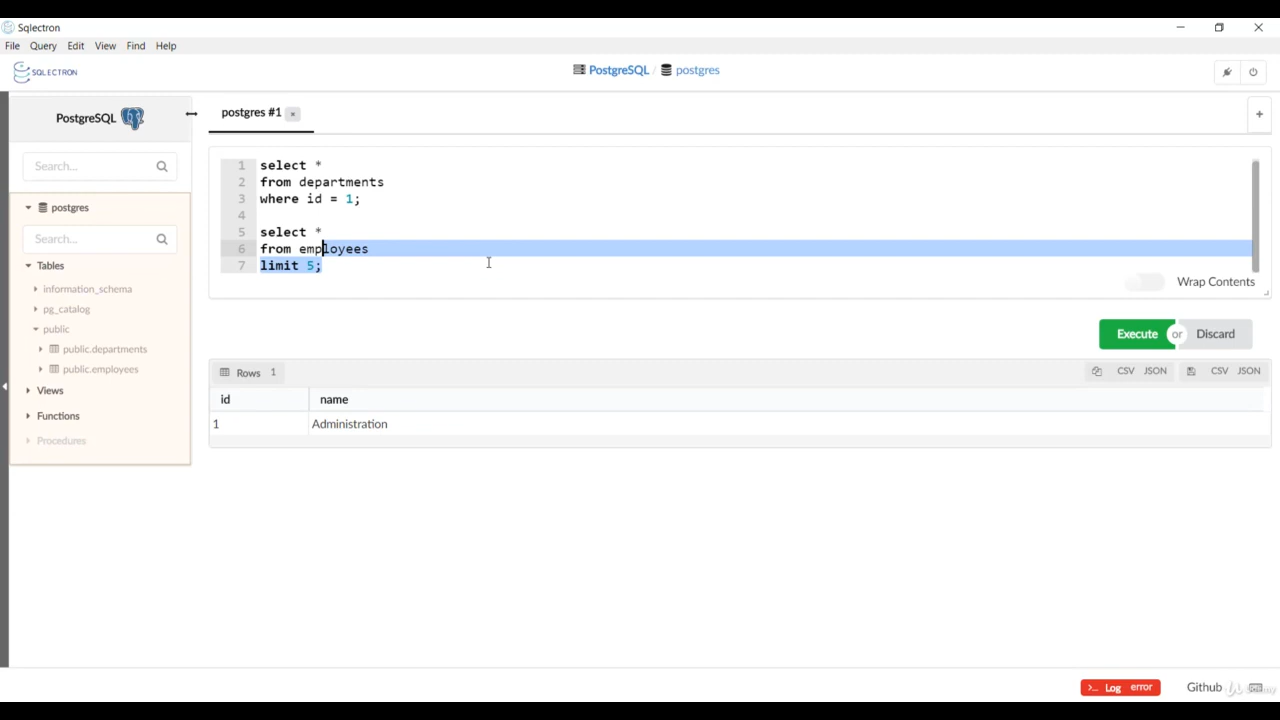 Sqlectron
File Query Edit View Find Help
SQLECTRON
PostgreSQL / postgres
PostgreSQL
postgres #1 ×
+
Search...
postgres
Search...
Tables
information_schema
pg_catalog
public
public.departments
public.employees
Views
Functions
Procedures
1 select *
2 from departments
3 where id = 1;
4
5 select *
6 from employees
7 limit 5;
Wrap Contents
Execute or Discard
Rows 1
CSV JSON CSV JSON
id name
1 Administration
Log error
Github
Udemy